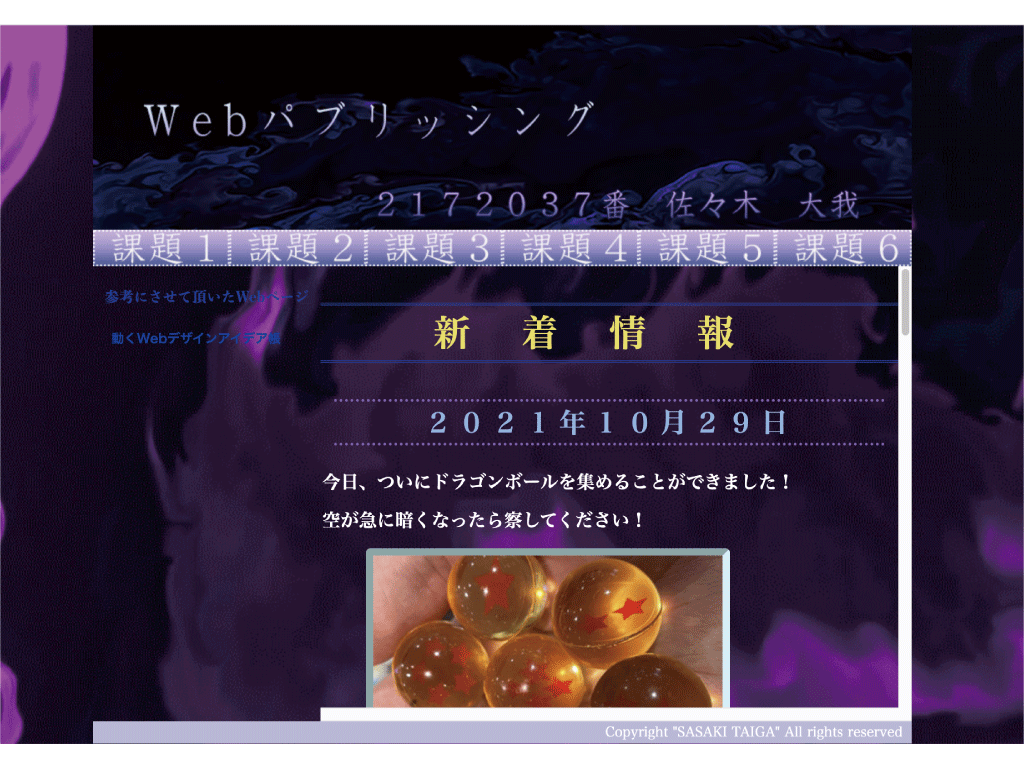 Webパブリッシング
２１７２０３７番　佐々木　大我
課題１ 課題２ 課題３ 課題４ 課題５ 課題６
参考にさせて頂いたWebページ
動くWebデザインアイデア帳
新　着　情　報
２０２１年１０月２９日
今日、ついにドラゴンボールを集めることができました！
空が急に暗くなったら察してください！
Copyright "SASAKI TAIGA" All rights reserved